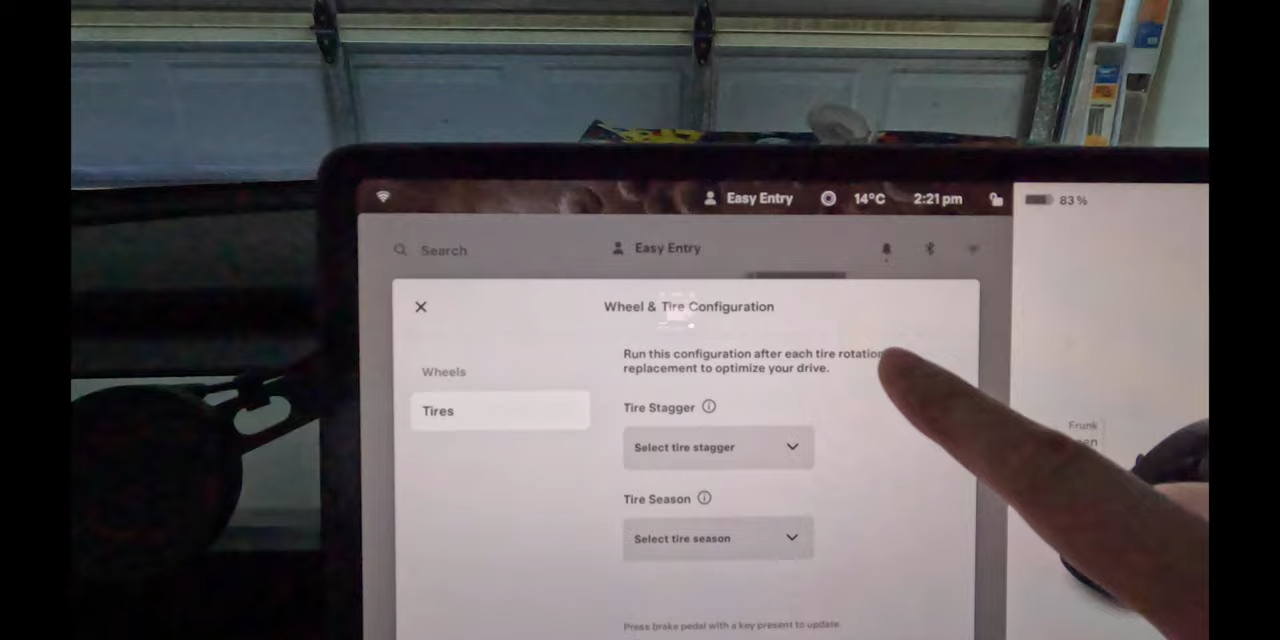 Easy Entry 14°C 2:21 pm 83 %
Search Easy Entry
Wheel & Tire Configuration
Run this configuration after each tire rotation
replacement to optimize your drive.
Wheels
Tires
Tire Stagger
Select tire stagger
Tire Season
Select tire season
Press brake pedal with a key present to update.
Frunk